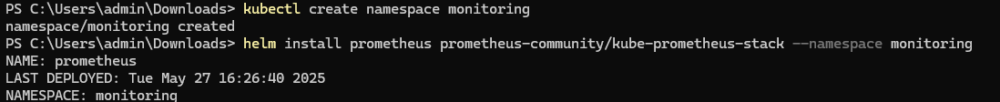 PS C:\Users\admin\Downloads> kubectl create namespace monitoring
namespace/monitoring created
PS C:\Users\admin\Downloads> helm install prometheus prometheus-community/kube-prometheus-stack --namespace monitoring
NAME: prometheus
LAST DEPLOYED: Tue May 27 16:26:40 2025
NAMESPACE: monitoring